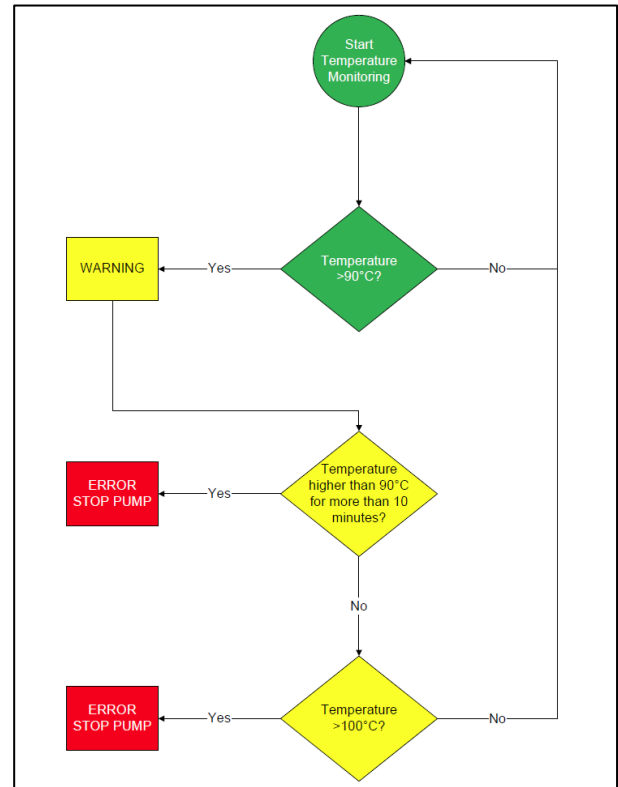 Start
Temperature
Monitoring
WARNING
Yes
Temperature
>90°C?
No
ERROR
STOP PUMP
Yes
Temperature
higher than 90°C
for more than 10
minutes?
No
ERROR
STOP PUMP
Yes
Temperature
>100°C?
No